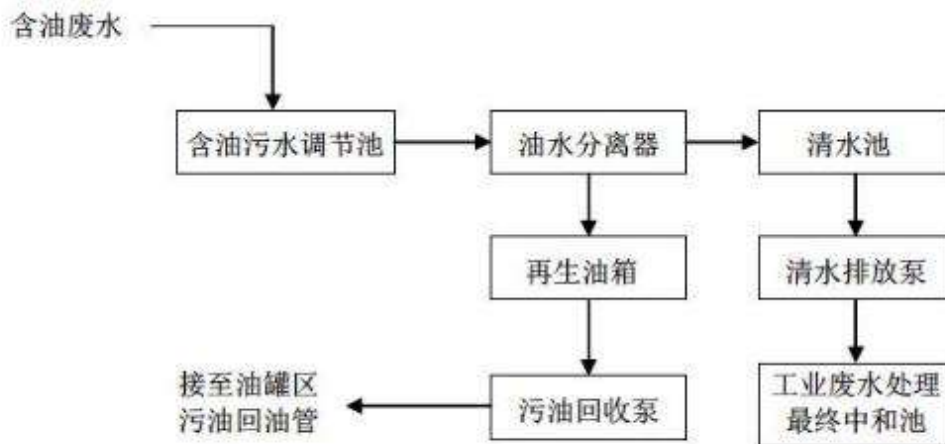 含油废水
含油污水调节池
油水分离器
清水池
再生油箱
清水排放泵
接至油罐区
污油回油管
污油回收泵
工业废水处理
最终中和池